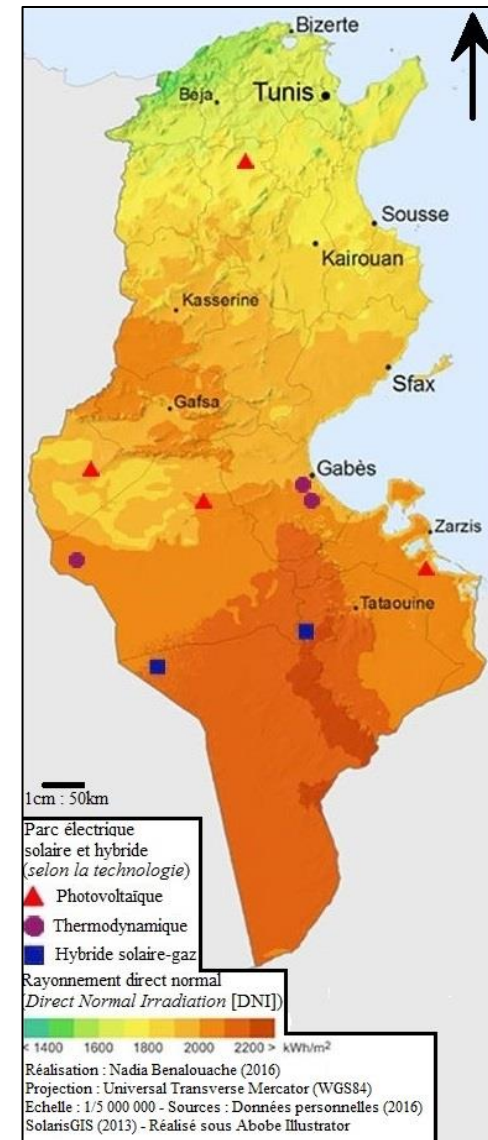 Bizerte
Béja
Tunis
Sousse
Kairouan
Kasserine
Sfax
Gafsa
Gabès
Zarzis
Tataouine
1cm : 50km
Parc électrique
solaire et hybride
(selon la technologie)
Photovoltaïque
Thermodynamique
Hybride solaire-gaz
Rayonnement direct normal
(Direct Normal Irradiation [DNI])
< 1400 1600 1800 2000 2200 > kWh/m²
Réalisation : Nadia Benalouache (2016)
Projection : Universal Transverse Mercator (WGS84)
Echelle : 1/5 000 000 - Sources : Données personnelles (2016)
SolarisGIS (2013) - Réalisé sous Abobe Illustrator